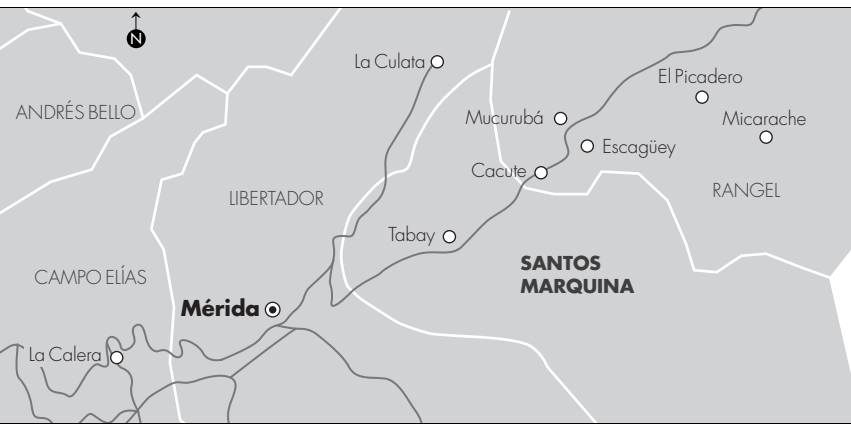 N
La Culata
El Picadero
ANDRÉS BELLO
Mucurubá
Micarache
Escagüey
Cacute
LIBERTADOR
RANGEL
Tabay
SANTOS
MARQUINA
CAMPO ELÍAS
Mérida
La Calera